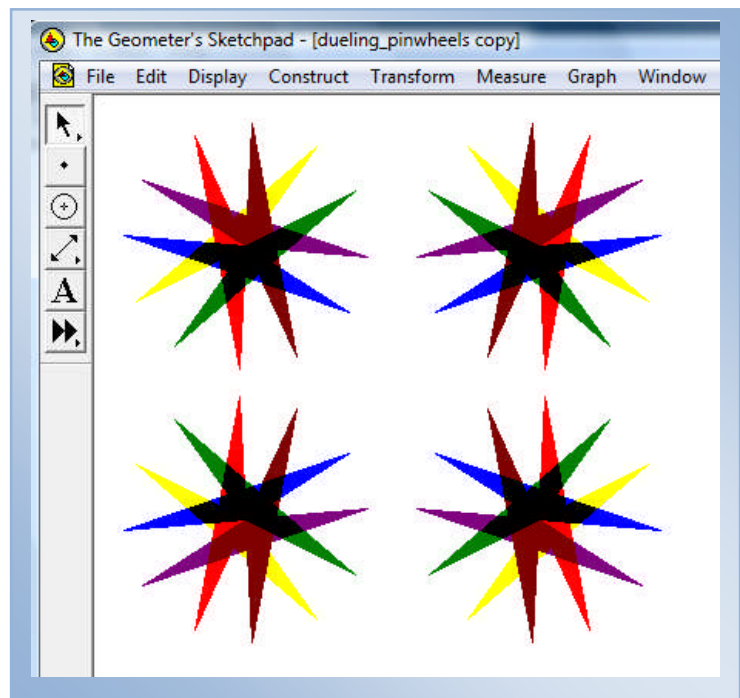 The Geometer's Sketchpad - [dueling_pinwheels copy]
File Edit Display Construct Transform Measure Graph Window
A